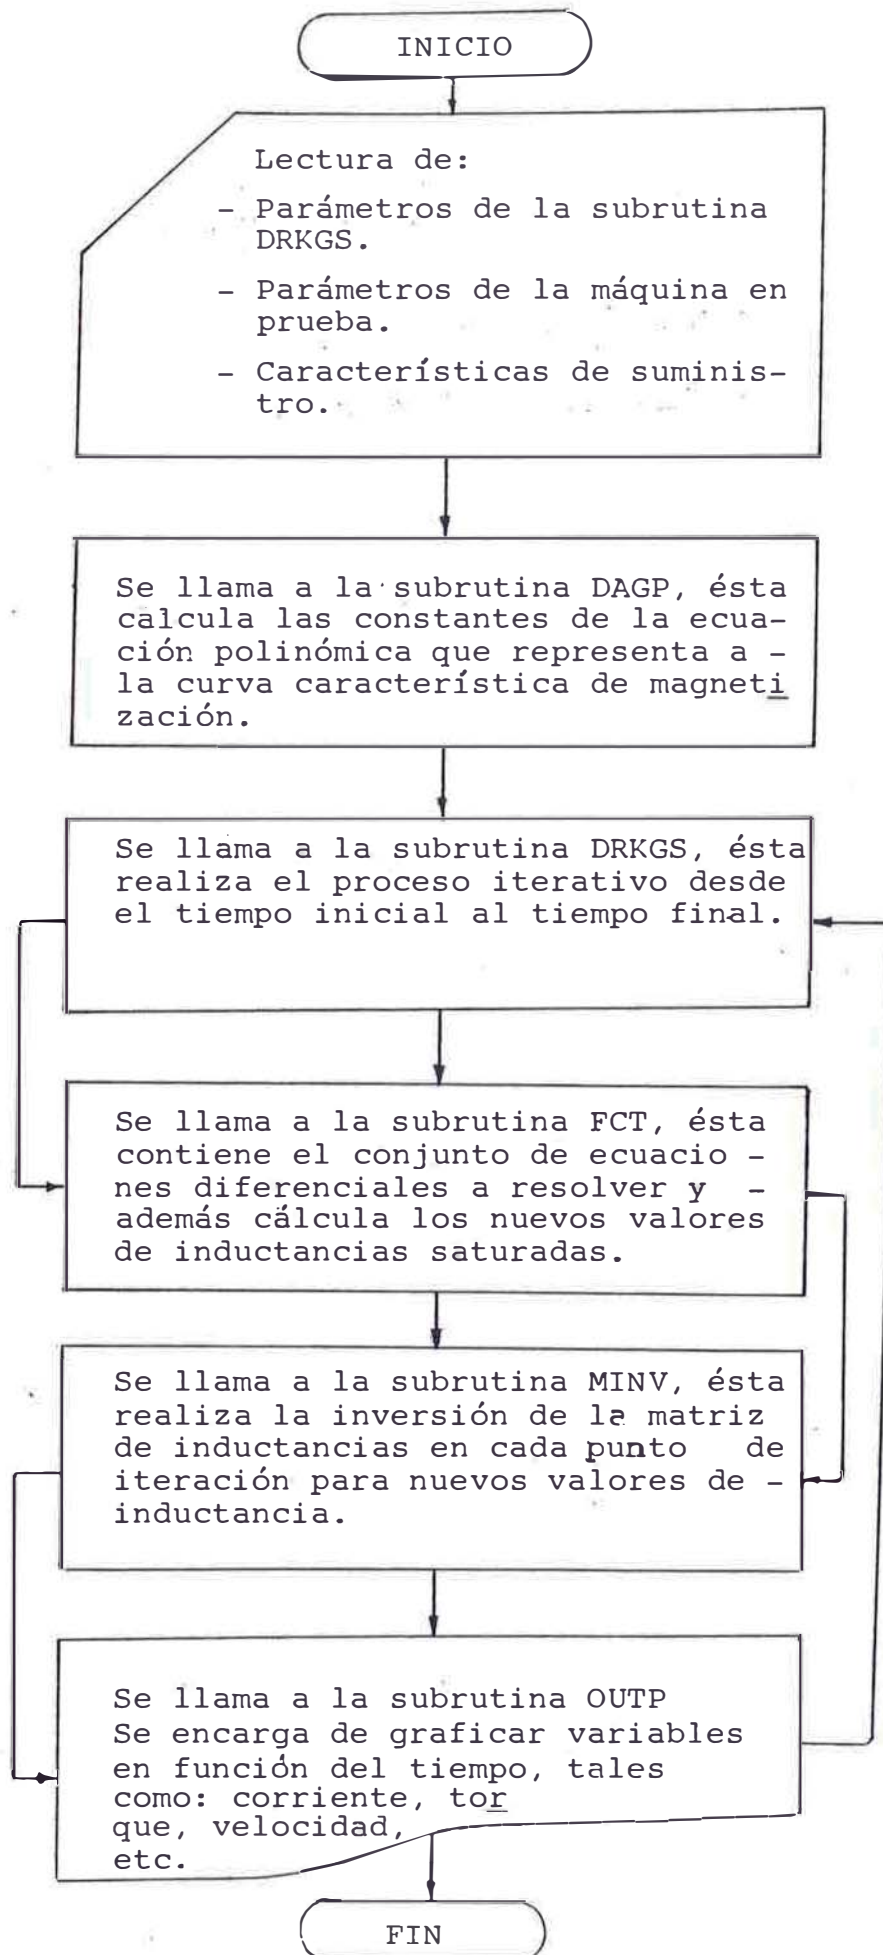 INICIO
Lectura de:
- Parámetros de la subrutina
DRKGS.
- Parámetros de la máquina en
prueba.
- Características de suminis-
tro.
Se llama a la subrutina DAGP, ésta
calcula las constantes de la ecua-
ción polinómica que representa a -
la curva característica de magneti
zación.
Se llama a la subrutina DRKGS, ésta
realiza el proceso iterativo desde
el tiempo inicial al tiempo final.
Se llama a la subrutina FCT, ésta
contiene el conjunto de ecuacio -
nes diferenciales a resolver y -
además cálcula los nuevos valores
de inductancias saturadas.
Se llama a la subrutina MINV, ésta
realiza la inversión de la matriz
de inductancias en cada punto de
iteración para nuevos valores de -
inductancia.
Se llama a la subrutina OUTP
Se encarga de graficar variables
en función del tiempo, tales
como: corriente, tor
que, velocidad,
etc.
FIN